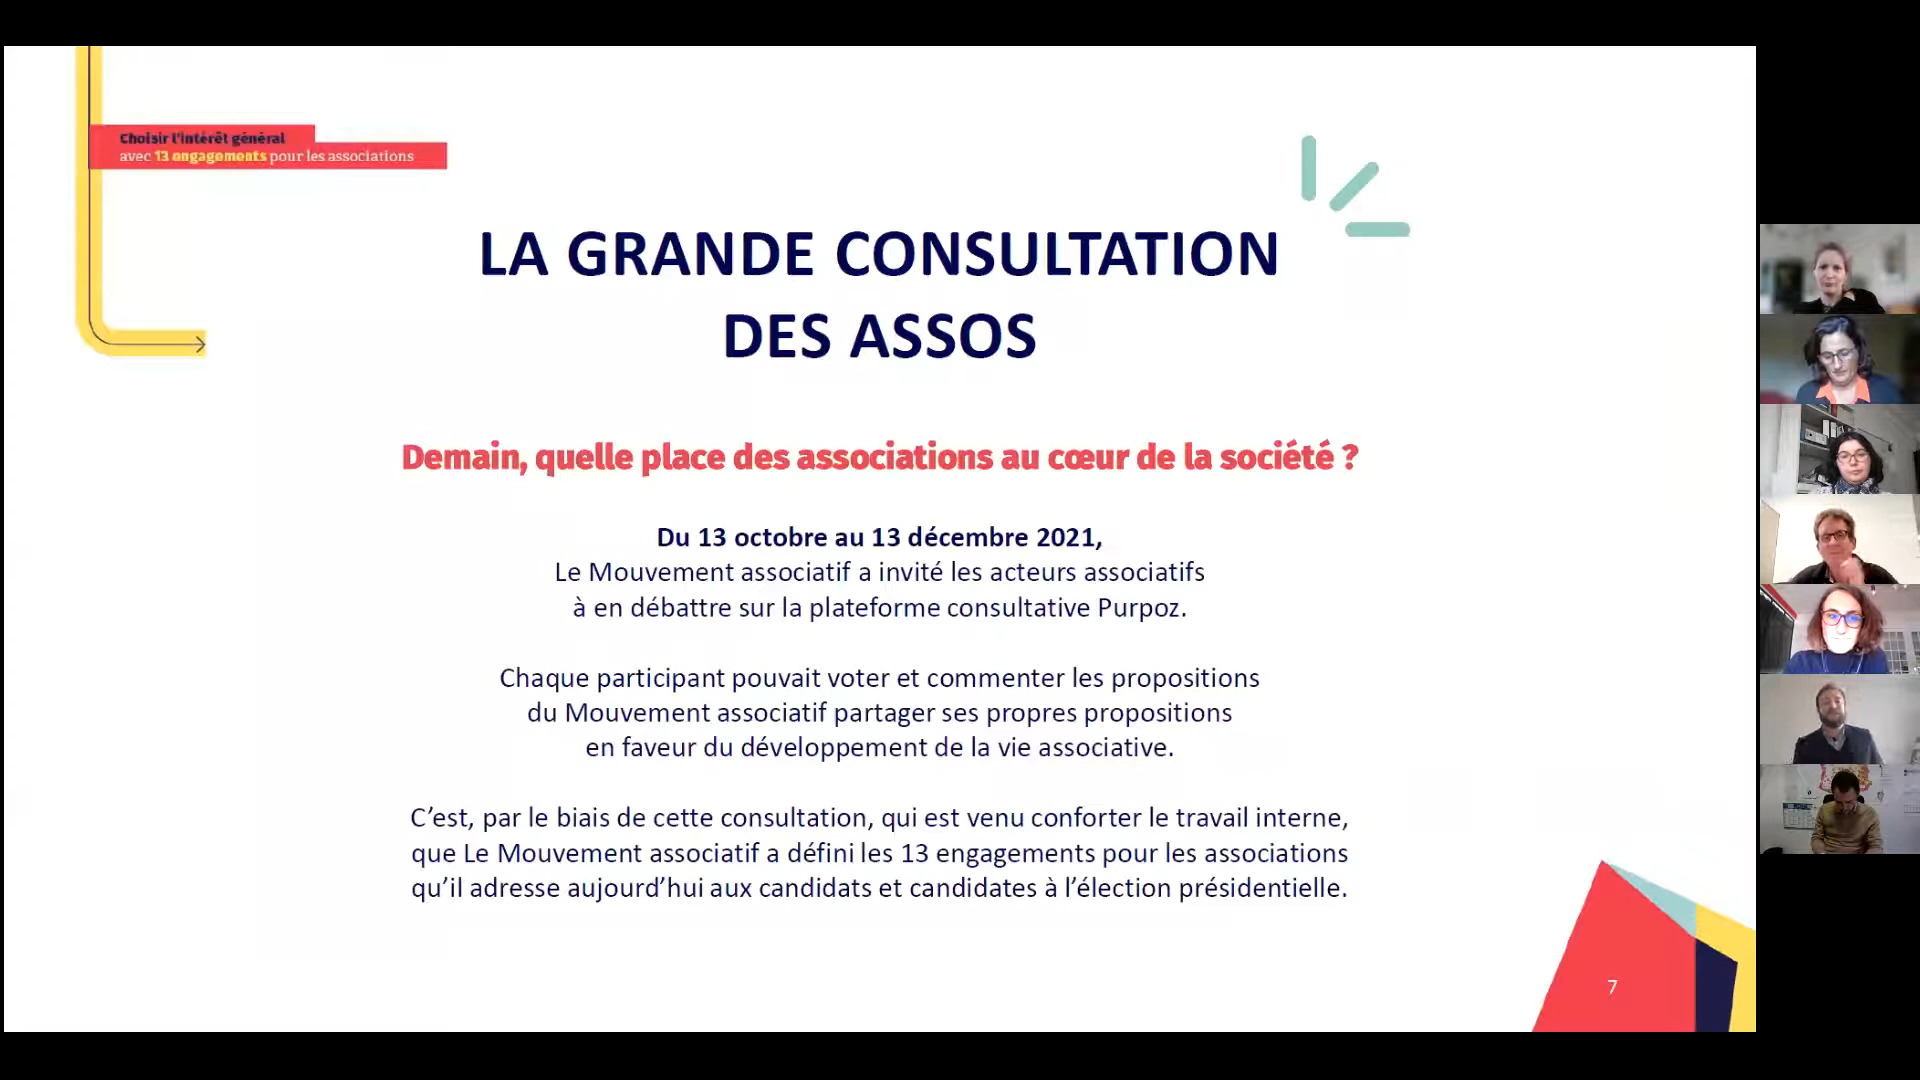 Choisir l'intérêt général
avec 13 engagements pour les associations
LA GRANDE CONSULTATION
DES ASSOS
Demain, quelle place des associations au cœur de la société ?
Du 13 octobre au 13 décembre 2021,
Le Mouvement associatif a invité les acteurs associatifs
à en débattre sur la plateforme consultative Purpoz.
Chaque participant pouvait voter et commenter les propositions
du Mouvement associatif partager ses propres propositions
en faveur du développement de la vie associative.
C’est, par le biais de cette consultation, qui est venu conforter le travail interne,
que Le Mouvement associatif a défini les 13 engagements pour les associations
qu’il adresse aujourd’hui aux candidats et candidates à l’élection présidentielle.
7